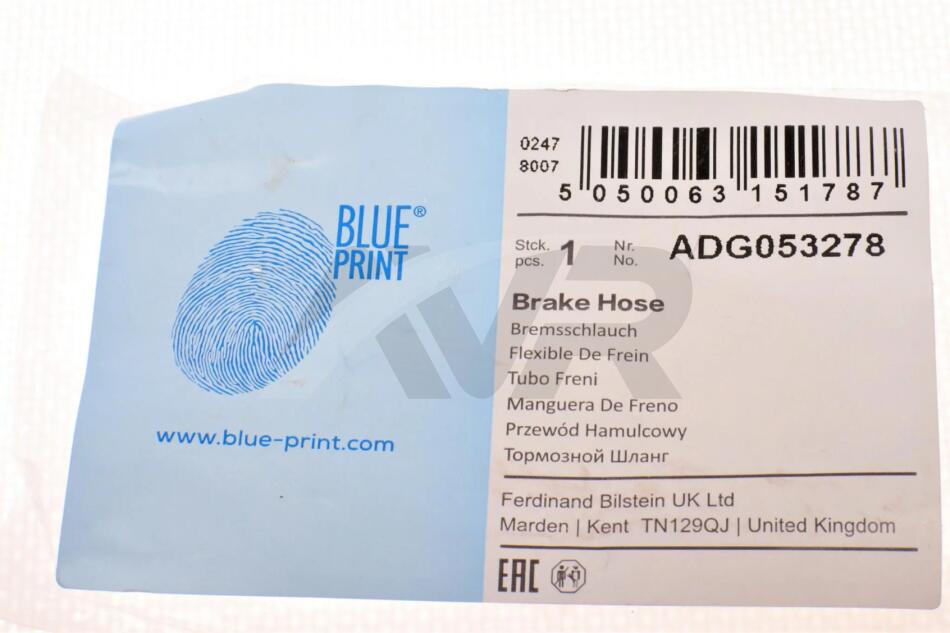 BLUE®
PRINT
www.blue-print.com
0247
8007
5 050063 151787
Stck. 1 Nr. ADG053278
pcs. No.
Brake Hose
Bremsschlauch
Flexible De Frein
Tubo Freni
Manguera De Freno
Przewód Hamulcowy
Тормозной Шланг
Ferdinand Bilstein UK Ltd
Marden | Kent TN129QJ | United Kingdom
EAC
AVR